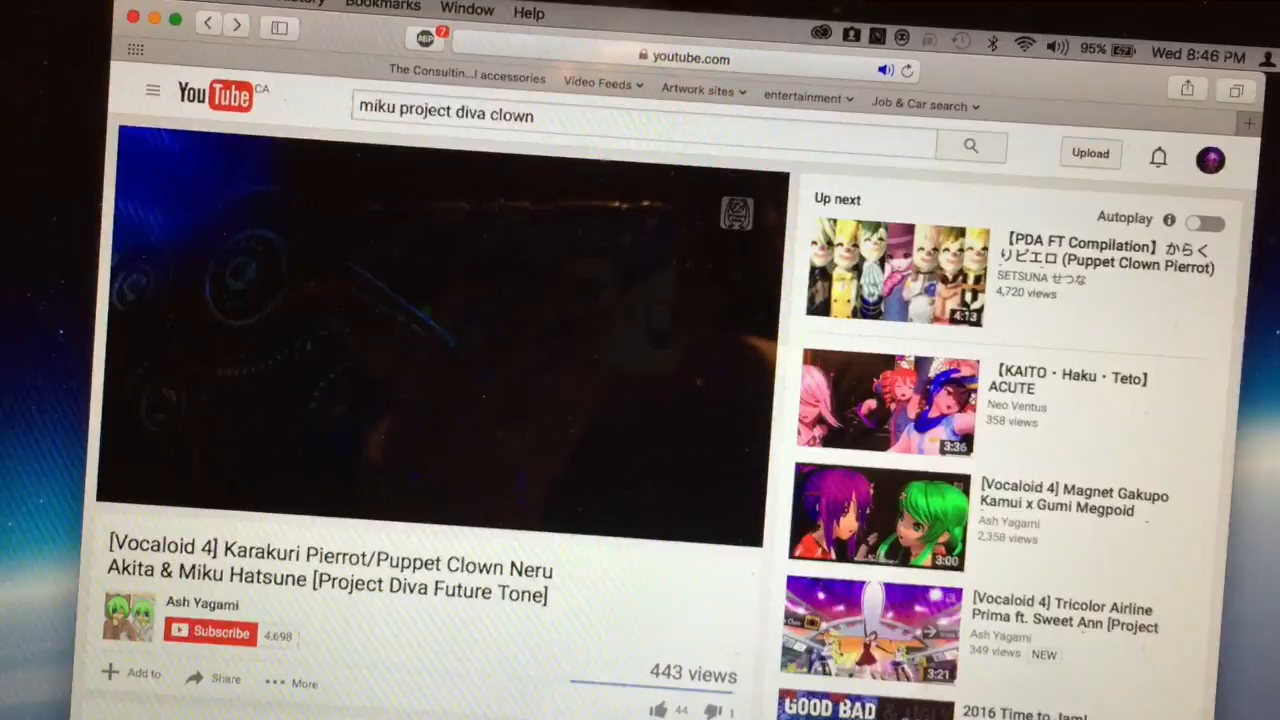 Bookmarks Window Help
95% Wed 8:46 PM
ABP 7
youtube.com
The Consultin...l accessories Video Feeds Artwork sites entertainment Job & Car search
YouTube CA
miku project diva clown
Upload
Up next
Autoplay
【PDA FT Compilation】からく
りピエロ (Puppet Clown Pierrot)
SETSUNA せつな
4,720 views
4:13
【KAITO・Haku・Teto】
ACUTE
Neo Ventus
358 views
3:36
[Vocaloid 4] Magnet Gakupo
Kamui x Gumi Megpoid
Ash Yagami
2,358 views
3:00
[Vocaloid 4] Tricolor Airline
Prima ft. Sweet Ann [Project
Ash Yagami
349 views NEW
3:21
GOOD BAD & UGLY
2016 Time to Jam!
[Vocaloid 4] Karakuri Pierrot/Puppet Clown Neru
Akita & Miku Hatsune [Project Diva Future Tone]
Ash Yagami
Subscribe 4,698
443 views
Add to Share More
44 1